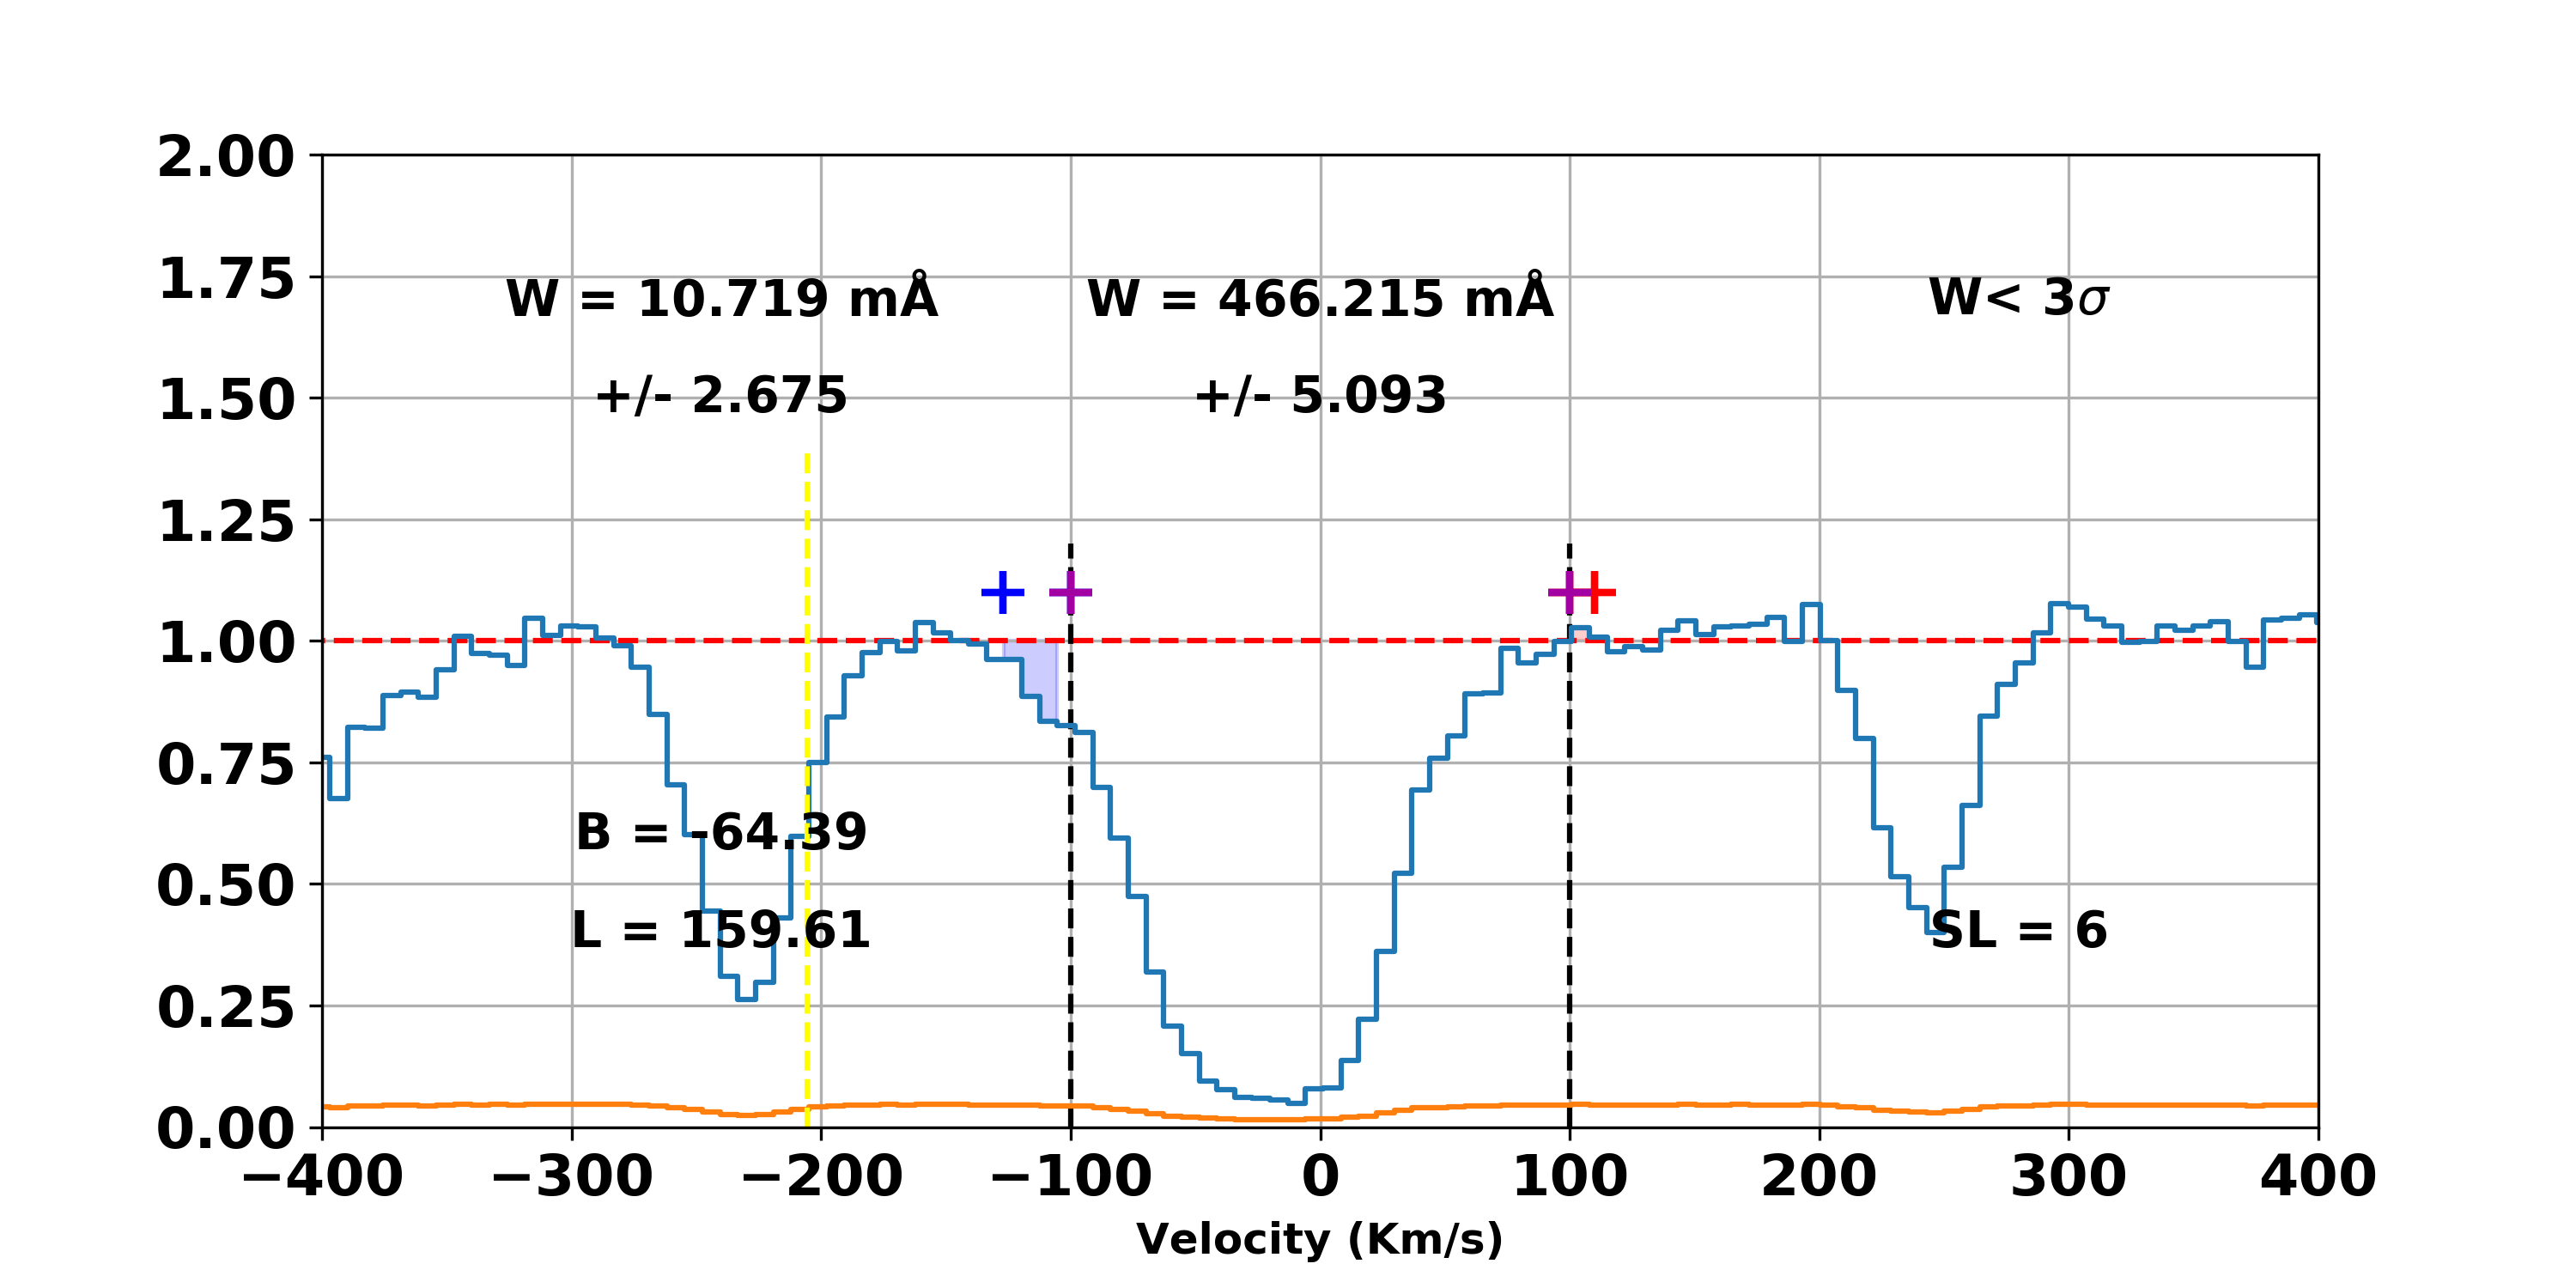 2.00
1.75
1.50
1.25
1.00
0.75
0.50
0.25
0.00
W = 10.719 mÅ
+/- 2.675
W = 466.215 mÅ
+/- 5.093
W< 3σ
B = -64.39
L = 159.61
SL = 6
−400 −300 −200 −100 0 100 200 300 400
Velocity (Km/s)